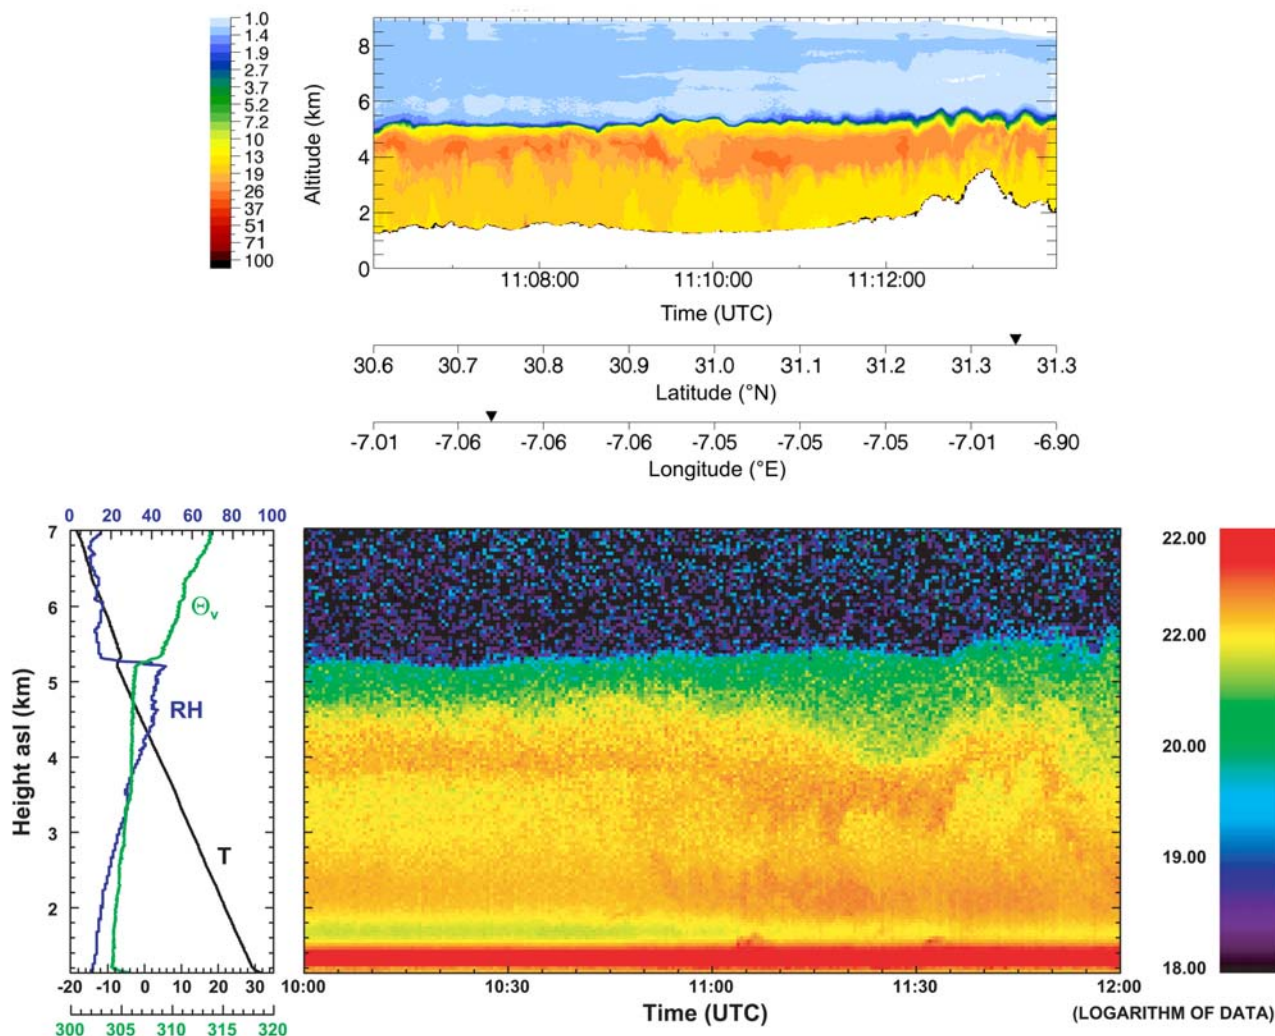 1.0
1.4
1.9
2.7
3.7
5.2
7.2
10
13
19
26
37
51
71
100
Altitude (km)
8
6
4
2
0
11:08:00 11:10:00 11:12:00
Time (UTC)
30.6 30.7 30.8 30.9 31.0 31.1 31.2 31.3 31.3
Latitude (°N)
-7.01 -7.06 -7.06 -7.06 -7.05 -7.05 -7.05 -7.01 -6.90
Longitude (°E)
0 20 40 60 80 100
Height asl (km)
7
6
5
4
3
2
Θv
RH
T
-20 -10 0 10 20 30
300 305 310 315 320
10:00 10:30 11:00 11:30 12:00
Time (UTC)
22.00
22.00
20.00
19.00
18.00
(LOGARITHM OF DATA)